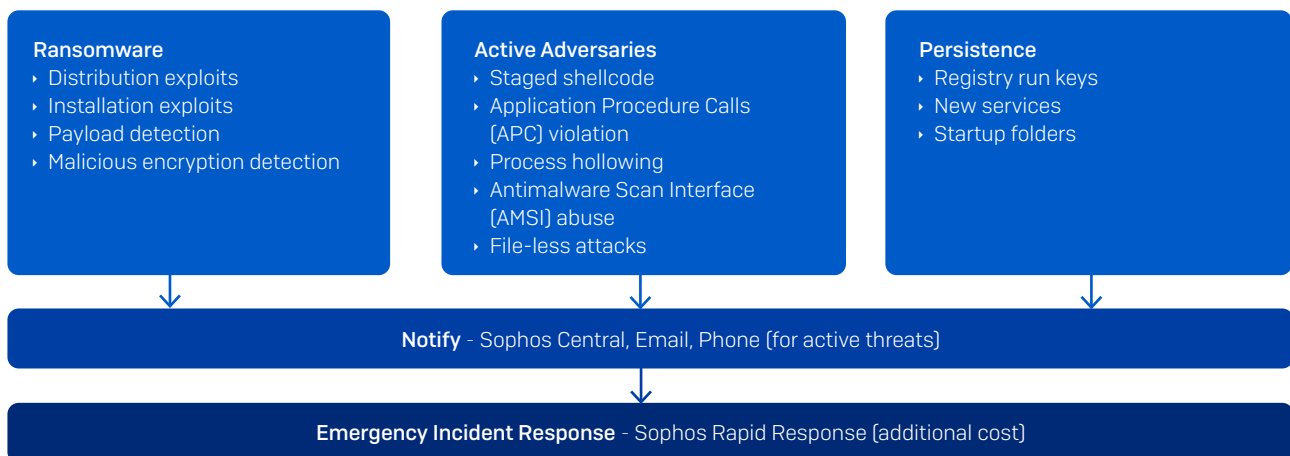 Ransomware
‣ Distribution exploits
‣ Installation exploits
‣ Payload detection
‣ Malicious encryption detection
Active Adversaries
‣ Staged shellcode
‣ Application Procedure Calls
(APC) violation
‣ Process hollowing
‣ Antimalware Scan Interface
(AMSI) abuse
‣ File-less attacks
Persistence
‣ Registry run keys
‣ New services
‣ Startup folders
Notify - Sophos Central, Email, Phone (for active threats)
Emergency Incident Response - Sophos Rapid Response (additional cost)